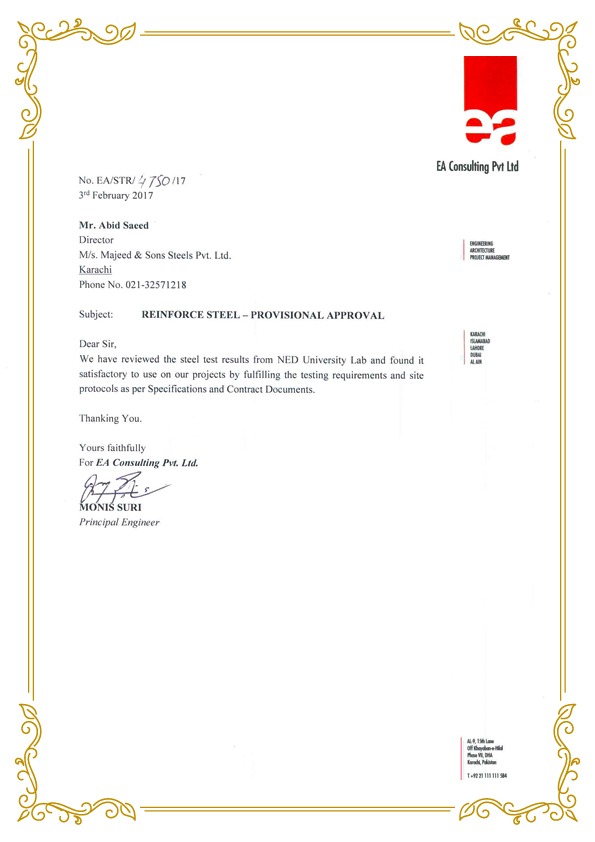 ea
EA Consulting Pvt Ltd
No. EA/STR/ 4750 /17
3rd February 2017
Mr. Abid Saeed
Director
M/s. Majeed & Sons Steels Pvt. Ltd.
Karachi
Phone No. 021-32571218
ENGINEERING
ARCHITECTURE
PROJECT MANAGEMENT
Subject: REINFORCE STEEL – PROVISIONAL APPROVAL
KARACHI
ISLAMABAD
LAHORE
DUBAI
AL AIN
Dear Sir,
We have reviewed the steel test results from NED University Lab and found it
satisfactory to use on our projects by fulfilling the testing requirements and site
protocols as per Specifications and Contract Documents.
Thanking You.
Yours faithfully
For EA Consulting Pvt. Ltd.
MONIS SURI
Principal Engineer
AL-9, 15th Lane
Off Khayaban-e-Hilal
Phase VII, DHA
Karachi, Pakistan
T +92 21 111 111 584